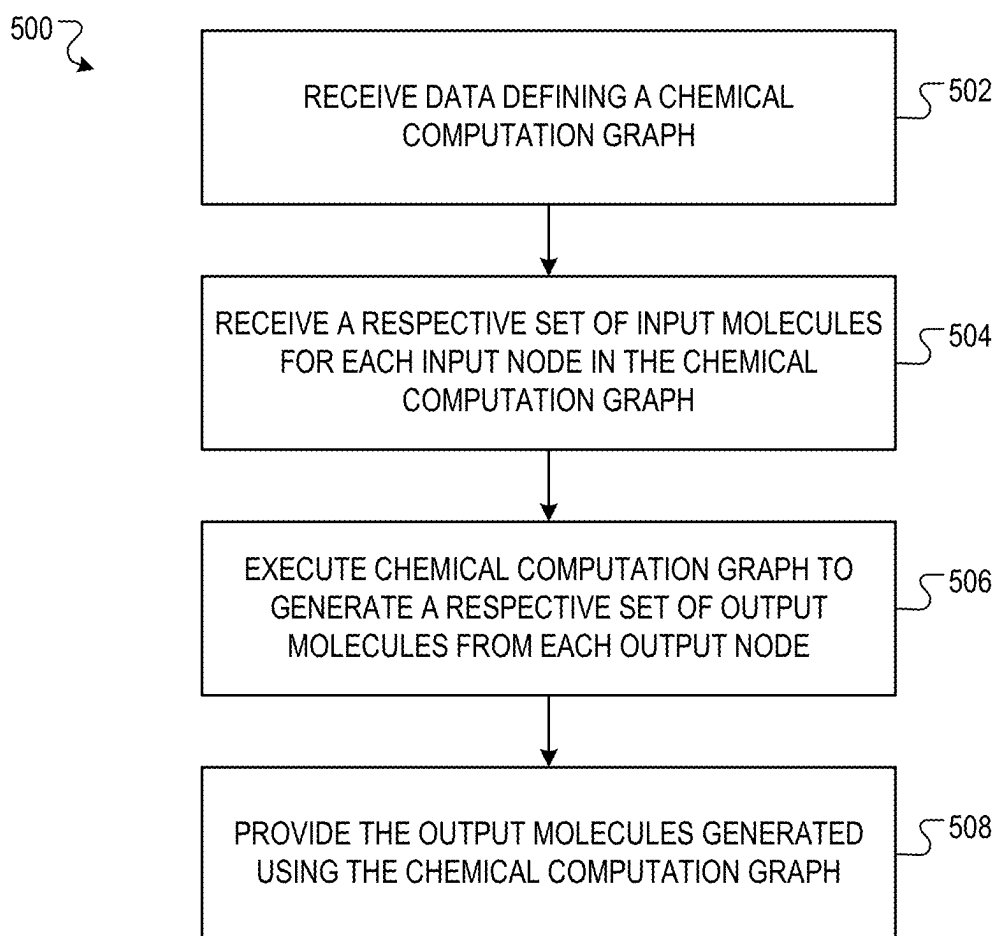 500
RECEIVE DATA DEFINING A CHEMICAL
COMPUTATION GRAPH
502
RECEIVE A RESPECTIVE SET OF INPUT MOLECULES
FOR EACH INPUT NODE IN THE CHEMICAL
COMPUTATION GRAPH
504
EXECUTE CHEMICAL COMPUTATION GRAPH TO
GENERATE A RESPECTIVE SET OF OUTPUT
MOLECULES FROM EACH OUTPUT NODE
506
PROVIDE THE OUTPUT MOLECULES GENERATED
USING THE CHEMICAL COMPUTATION GRAPH
508